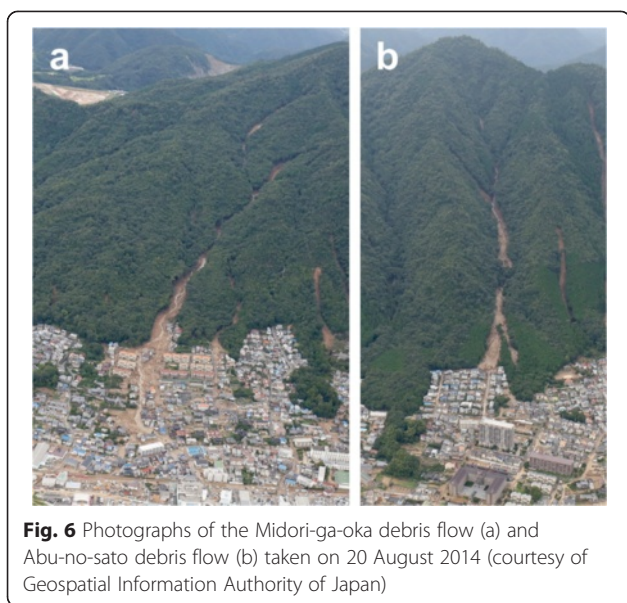 a
b
Fig. 6 Photographs of the Midori-ga-oka debris flow (a) and
Abu-no-sato debris flow (b) taken on 20 August 2014 (courtesy of
Geospatial Information Authority of Japan)